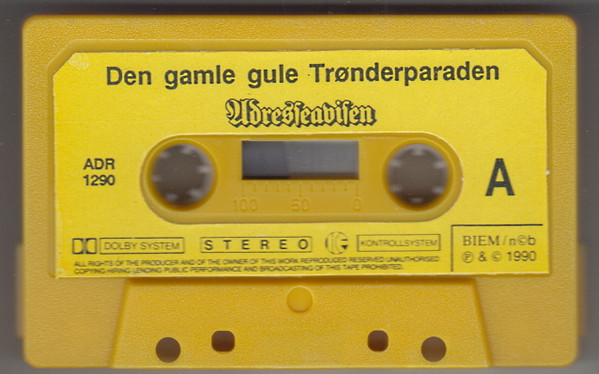 Den gamle gule Trønderparaden
Adresseavisen
ADR
1290
A
100 50 0
DOLBY SYSTEM
STEREO
KONTROLLSYSTEM
BIEM/n©b
℗ & © 1990
ALL RIGHTS OF THE PRODUCER AND OF THE OWNER OF THIS WORK REPRODUCED RESERVED UNAUTHORISED
COPYING HIRING LENDING PUBLIC PERFORMANCE AND BROADCASTING OF THIS TAPE PROHIBITED.